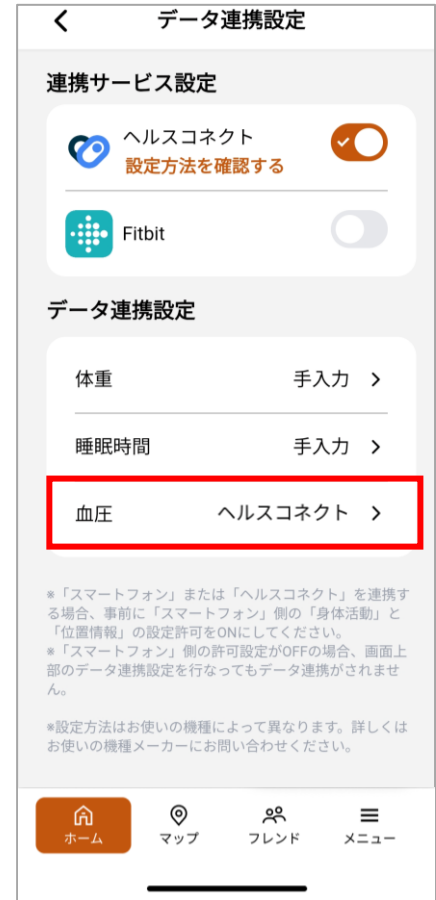 データ連携設定
連携サービス設定
ヘルスコネクト
設定方法を確認する
Fitbit
データ連携設定
体重 手入力
睡眠時間 手入力
血圧 ヘルスコネクト
※「スマートフォン」または「ヘルスコネクト」を連携す
る場合、事前に「スマートフォン」側の「身体活動」と
「位置情報」の設定許可をONにしてください。
※「スマートフォン」側の許可設定がOFFの場合、画面上
部のデータ連携設定を行なってもデータ連携がされませ
ん。
※設定方法はお使いの機種によって異なります。詳しくは
お使いの機種メーカーにお問い合わせください。
ホーム マップ フレンド メニュー